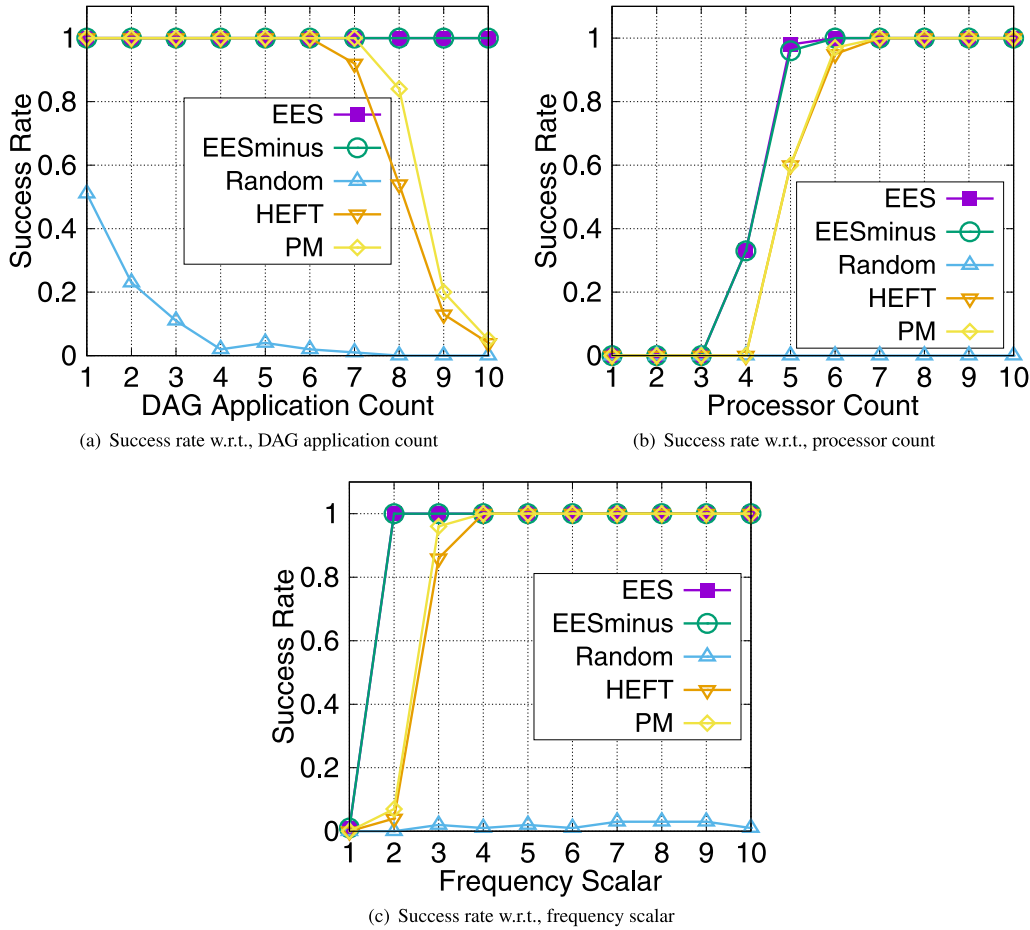 1
0.8
0.6
0.4
0.2
0
Success Rate
EES
EESminus
Random
HEFT
PM
1 2 3 4 5 6 7 8 9 10
DAG Application Count
(a) Success rate w.r.t., DAG application count
1
0.8
0.6
0.4
0.2
0
Success Rate
EES
EESminus
Random
HEFT
PM
1 2 3 4 5 6 7 8 9 10
Processor Count
(b) Success rate w.r.t., processor count
1
0.8
0.6
0.4
0.2
0
Success Rate
EES
EESminus
Random
HEFT
PM
1 2 3 4 5 6 7 8 9 10
Frequency Scalar
(c) Success rate w.r.t., frequency scalar